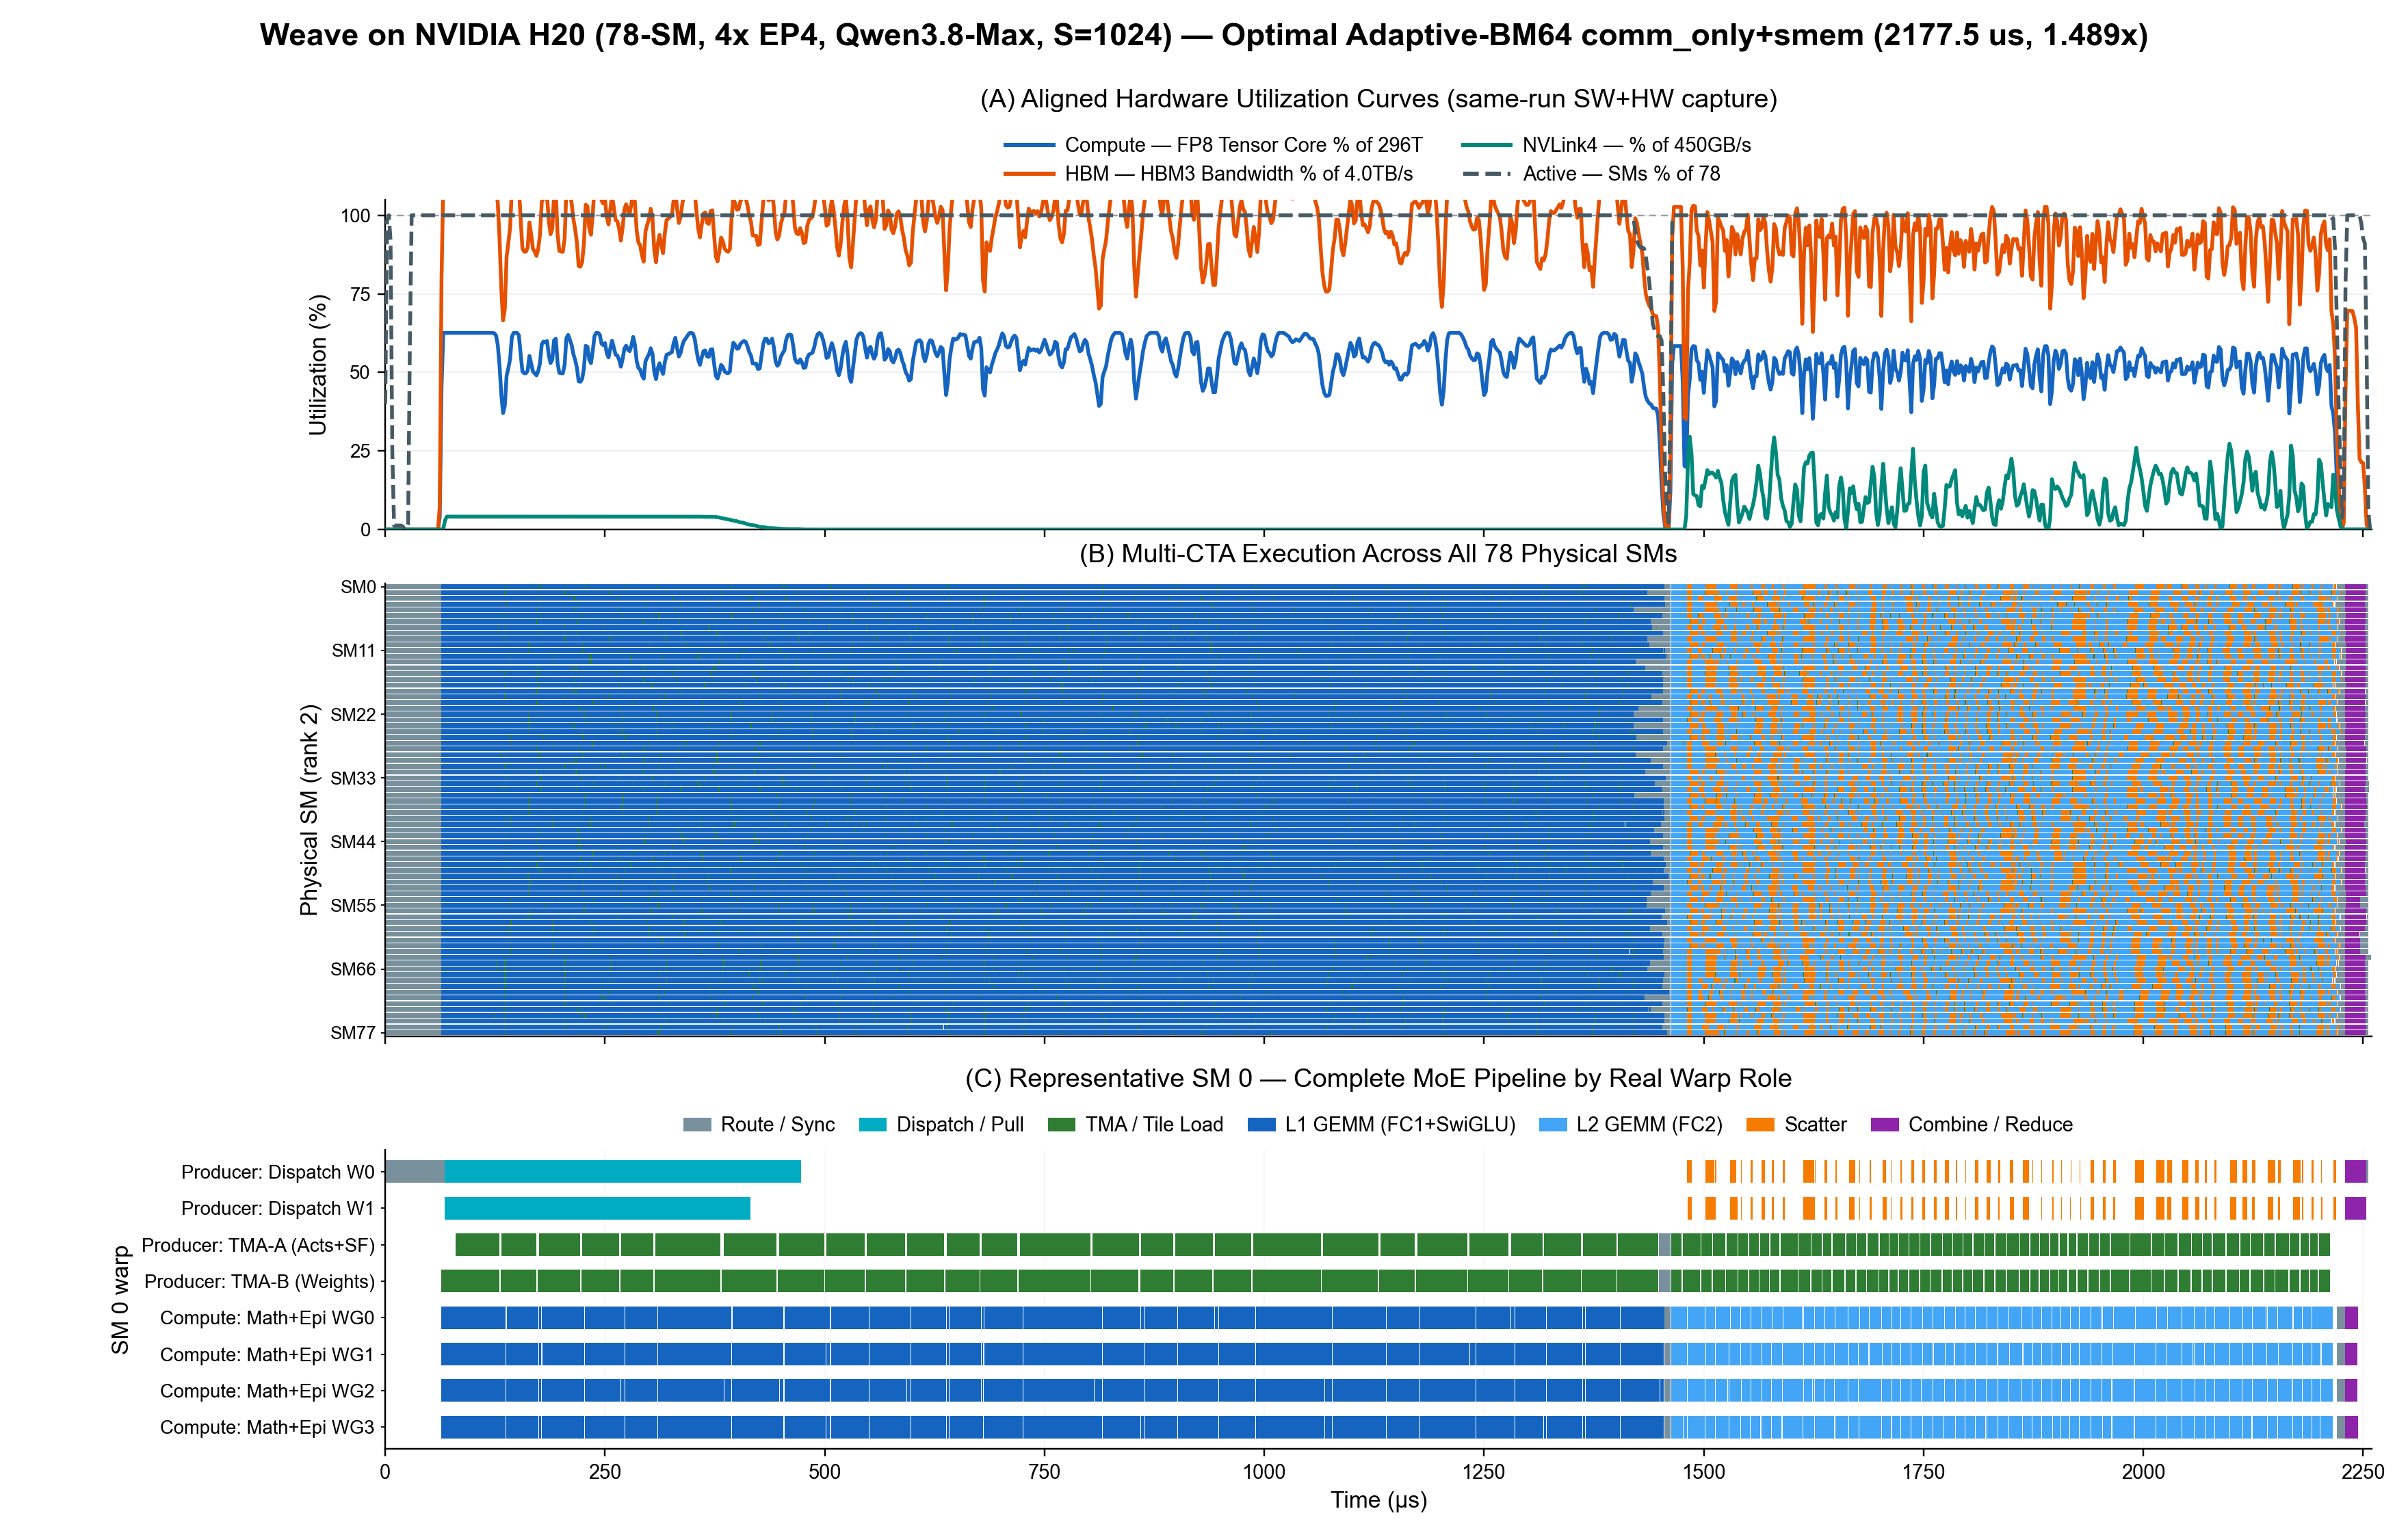 Weave on NVIDIA H20 (78-SM, 4x EP4, Qwen3.8-Max, S=1024) — Optimal Adaptive-BM64 comm_only+smem (2177.5 us, 1.489x)
(A) Aligned Hardware Utilization Curves (same-run SW+HW capture)
Compute — FP8 Tensor Core % of 296T
NVLink4 — % of 450GB/s
HBM — HBM3 Bandwidth % of 4.0TB/s
Active — SMs % of 78
Utilization (%)
100
75
50
25
0
(B) Multi-CTA Execution Across All 78 Physical SMs
Physical SM (rank 2)
SM0
SM11
SM22
SM33
SM44
SM55
SM66
SM77
(C) Representative SM 0 — Complete MoE Pipeline by Real Warp Role
Route / Sync
Dispatch / Pull
TMA / Tile Load
L1 GEMM (FC1+SwiGLU)
L2 GEMM (FC2)
Scatter
Combine / Reduce
SM 0 warp
Producer: Dispatch W0
Producer: Dispatch W1
Producer: TMA-A (Acts+SF)
Producer: TMA-B (Weights)
Compute: Math+Epi WG0
Compute: Math+Epi WG1
Compute: Math+Epi WG2
Compute: Math+Epi WG3
0 250 500 750 1000 1250 1500 1750 2000 2250
Time (μs)